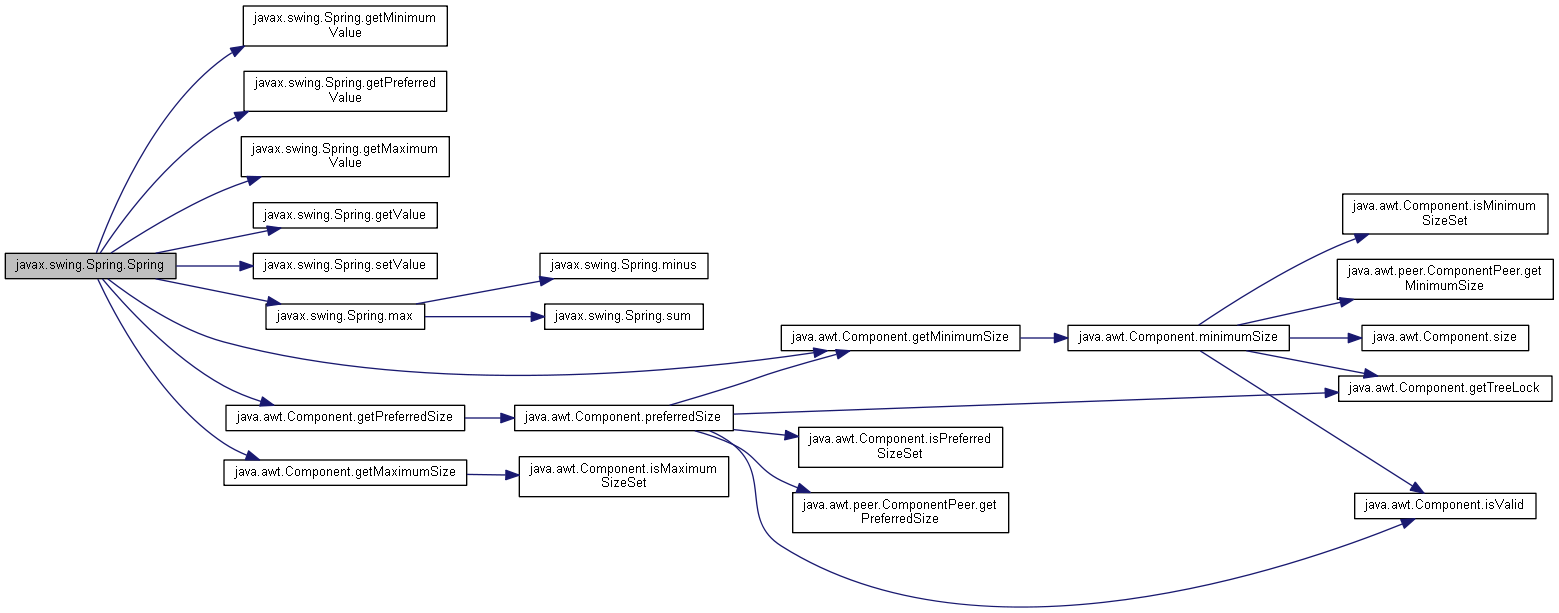 javax.swing.Spring.getMinimum
Value
javax.swing.Spring.getPreferred
Value
javax.swing.Spring.getMaximum
Value
javax.swing.Spring.getValue
javax.swing.Spring.Spring
javax.swing.Spring.setValue
javax.swing.Spring.max
javax.swing.Spring.minus
javax.swing.Spring.sum
java.awt.Component.getPreferredSize
java.awt.Component.getMaximumSize
java.awt.Component.preferredSize
java.awt.Component.isMaximum
SizeSet
java.awt.Component.getMinimumSize
java.awt.Component.isPreferred
SizeSet
java.awt.peer.ComponentPeer.get
PreferredSize
java.awt.Component.minimumSize
java.awt.Component.isMinimum
SizeSet
java.awt.peer.ComponentPeer.get
MinimumSize
java.awt.Component.size
java.awt.Component.getTreeLock
java.awt.Component.isValid